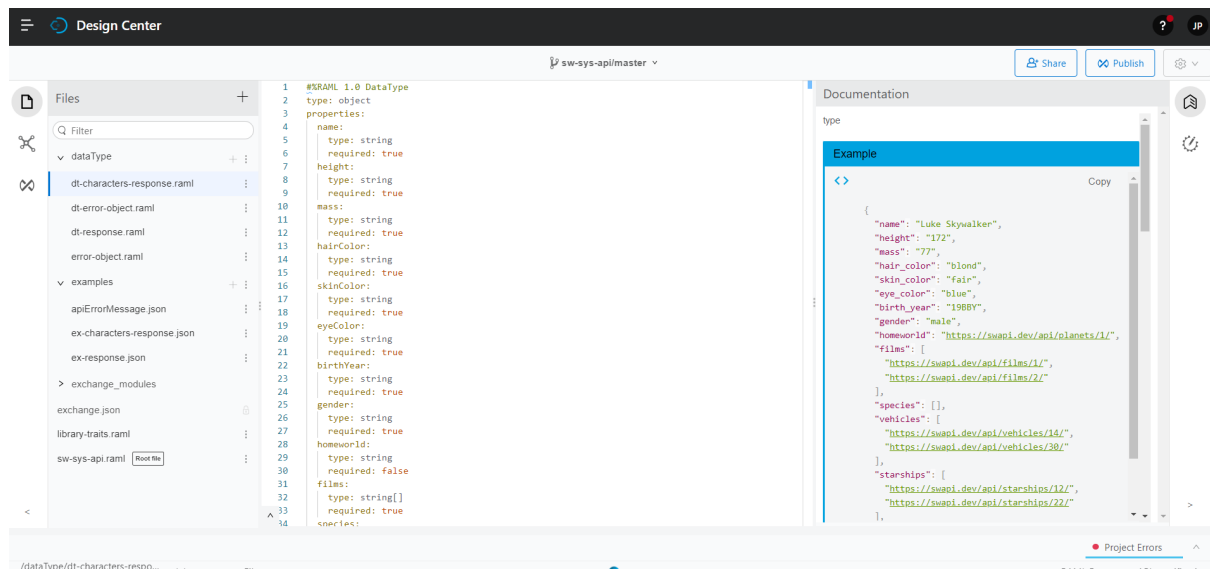 Design Center
?
JP
sw-sys-api/master
Share
Publish
Files
+
Filter
dataType
dt-characters-response.raml
dt-error-object.raml
dt-response.raml
error-object.raml
examples
apiErrorMessage.json
ex-characters-response.json
ex-response.json
exchange_modules
exchange.json
library-traits.raml
sw-sys-api.raml Root file
1 #%RAML 1.0 DataType
2 type: object
3 properties:
4 name:
5 type: string
6 required: true
7 height:
8 type: string
9 required: true
10 mass:
11 type: string
12 required: true
13 hairColor:
14 type: string
15 required: true
16 skinColor:
17 type: string
18 required: true
19 eyeColor:
20 type: string
21 required: true
22 birthYear:
23 type: string
24 required: true
25 gender:
26 type: string
27 required: true
28 homeworld:
29 type: string
30 required: false
31 films:
32 type: string[]
33 required: true
34 species:
Documentation
type
Example
<> Copy
{
"name": "Luke Skywalker",
"height": "172",
"mass": "77",
"hair_color": "blond",
"skin_color": "fair",
"eye_color": "blue",
"birth_year": "19BBY",
"gender": "male",
"homeworld": "https://swapi.dev/api/planets/1/",
"films": [
"https://swapi.dev/api/films/1/",
"https://swapi.dev/api/films/2/"
],
"species": [],
"vehicles": [
"https://swapi.dev/api/vehicles/14/",
"https://swapi.dev/api/vehicles/30/"
],
"starships": [
"https://swapi.dev/api/starships/12/",
"https://swapi.dev/api/starships/22/"
],
Project Errors
/dataType/dt-characters-respo...